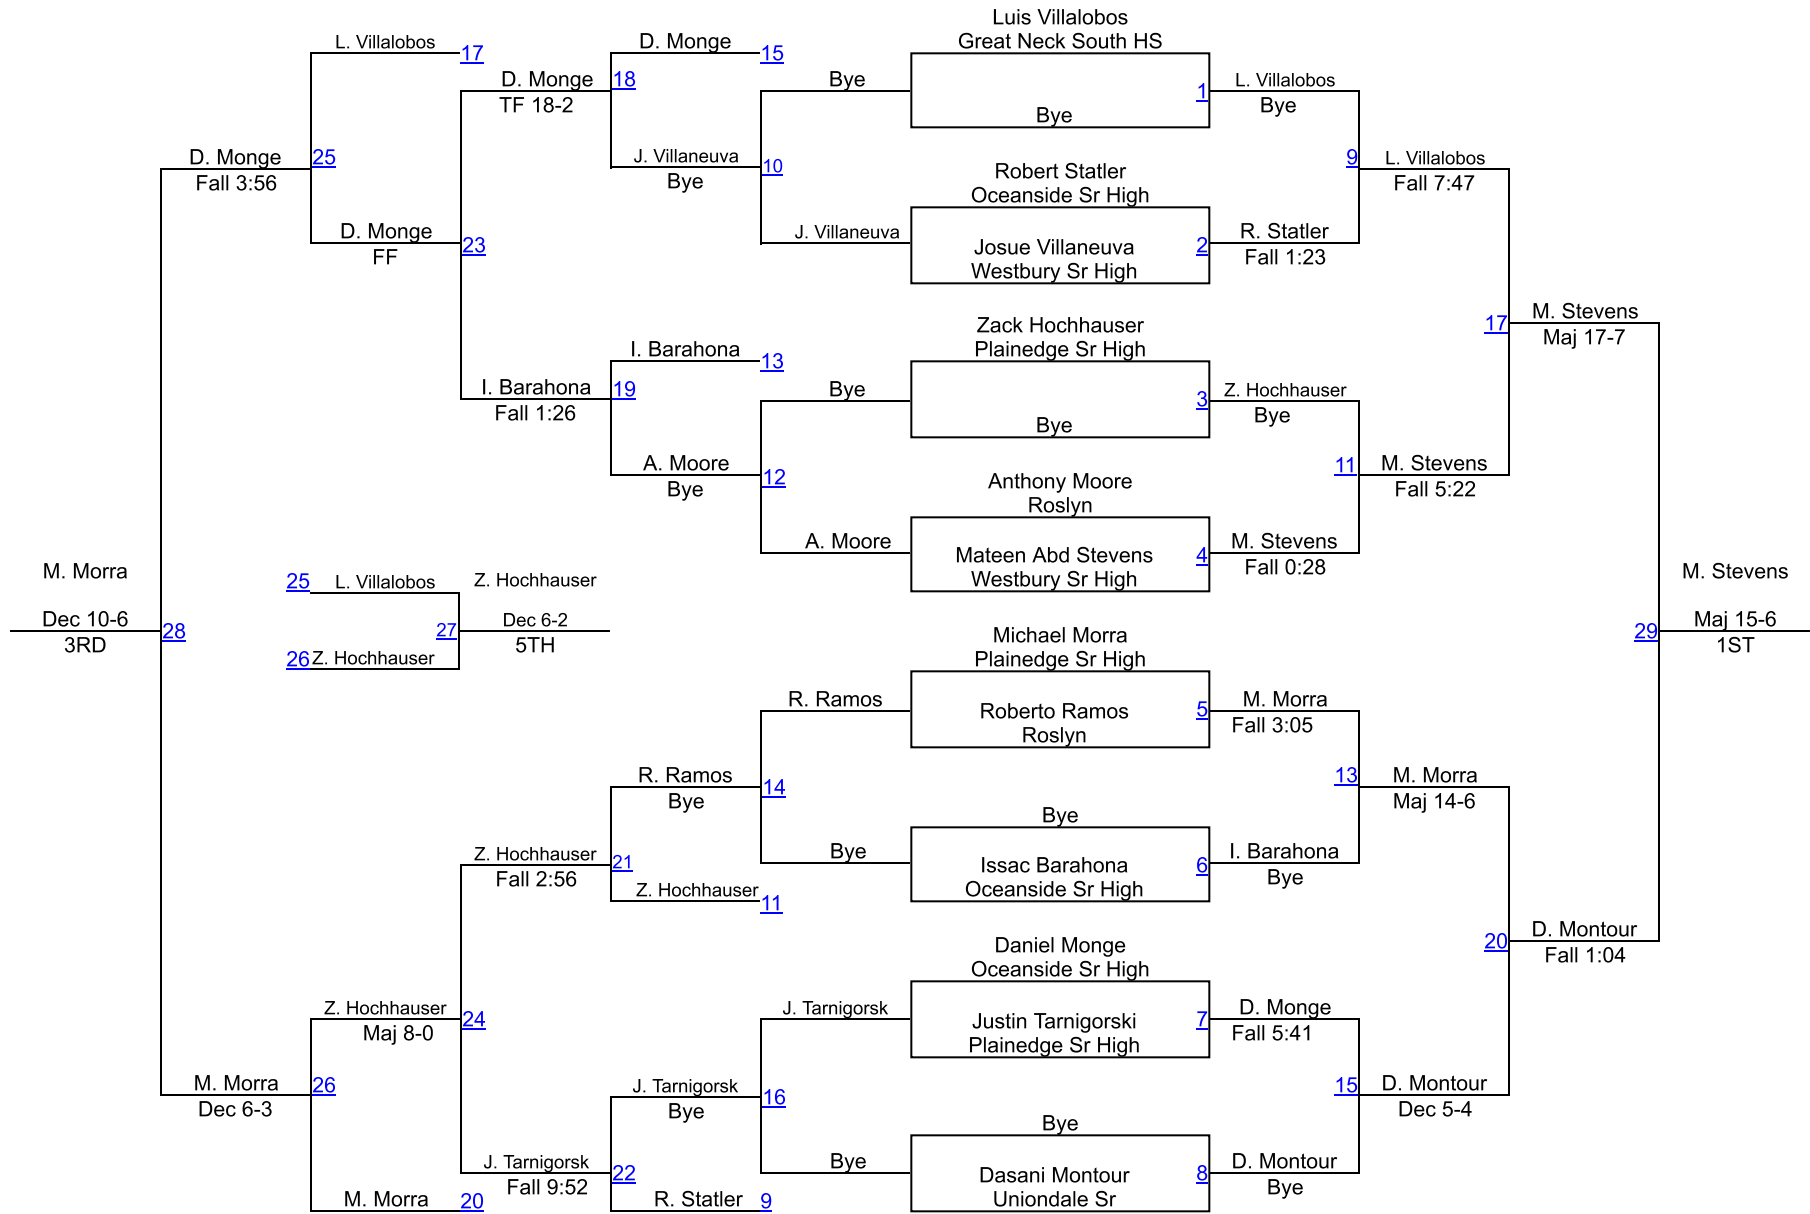 Luis Villalobos
Great Neck South HS
L. Villalobos
17
D. Monge
15
D. Monge
18
TF 18-2
Bye
1
L. Villalobos
Bye
Bye
D. Monge
25
Fall 3:56
J. Villaneuva
10
Bye
Robert Statler
Oceanside Sr High
9
L. Villalobos
Fall 7:47
D. Monge
23
FF
J. Villaneuva
Josue Villaneuva
Westbury Sr High
2
R. Statler
Fall 1:23
Zack Hochhauser
Plainedge Sr High
17
M. Stevens
Maj 17-7
I. Barahona
13
I. Barahona
19
Fall 1:26
Bye
3
Z. Hochhauser
Bye
Bye
A. Moore
12
Bye
Anthony Moore
Roslyn
11
M. Stevens
Fall 5:22
A. Moore
Mateen Abd Stevens
Westbury Sr High
4
M. Stevens
Fall 0:28
M. Morra
Dec 10-6
3RD
28
25
L. Villalobos
Z. Hochhauser
27
Dec 6-2
5TH
26
Z. Hochhauser
M. Stevens
29
Maj 15-6
1ST
Michael Morra
Plainedge Sr High
R. Ramos
Roberto Ramos
Roslyn
5
M. Morra
Fall 3:05
R. Ramos
14
Bye
13
M. Morra
Maj 14-6
Bye
Z. Hochhauser
21
Fall 2:56
Bye
Issac Barahona
Oceanside Sr High
6
I. Barahona
Bye
Z. Hochhauser
11
Daniel Monge
Oceanside Sr High
20
D. Montour
Fall 1:04
Z. Hochhauser
24
Maj 8-0
J. Tarnigorsk
Justin Tarnigorski
Plainedge Sr High
7
D. Monge
Fall 5:41
M. Morra
26
Dec 6-3
J. Tarnigorsk
16
Bye
15
D. Montour
Dec 5-4
Bye
J. Tarnigorsk
22
Fall 9:52
Bye
Dasani Montour
Uniondale Sr
8
D. Montour
Bye
M. Morra
20
R. Statler
9